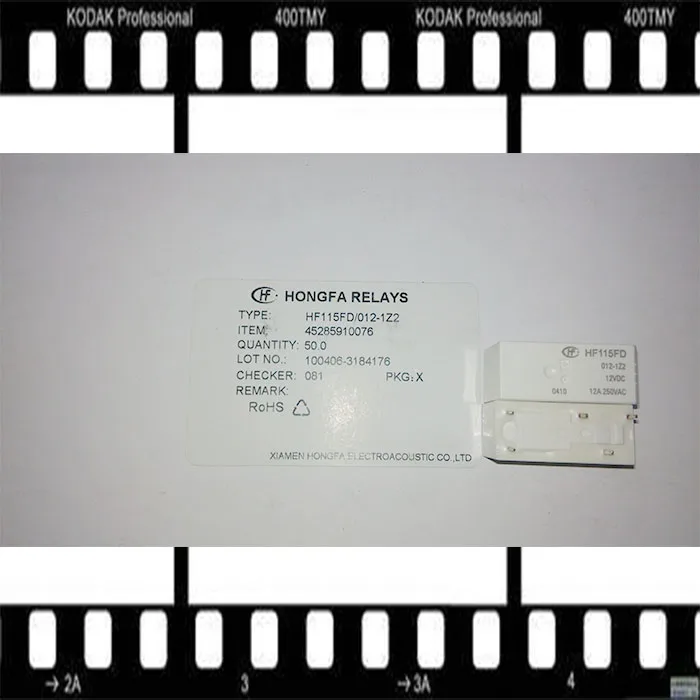 KODAK Professional 400TMY KODAK Professional 400TMY
HF HONGFA RELAYS
TYPE: HF115FD/012-1Z2
ITEM: 45285910076
QUANTITY: 50.0
LOT NO.: 100406-3184176
CHECKER: 081 PKG: X
REMARK:
RoHS
XIAMEN HONGFA ELECTROACOUSTIC CO.,LTD
HF HF115FD
012-1Z2
12VDC
0410 12A 250VAC
→2A 3 →3A 4